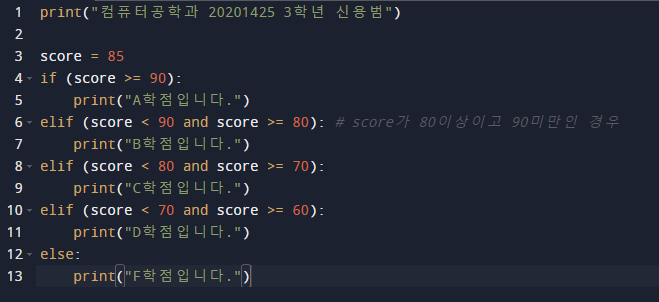 1 print("컴퓨터공학과 20201425 3학년 신용범")
2
3 score = 85
4 if (score >= 90):
5     print("A학점입니다.")
6 elif (score < 90 and score >= 80): # score가 80이상이고 90미만인 경우
7     print("B학점입니다.")
8 elif (score < 80 and score >= 70):
9     print("C학점입니다.")
10 elif (score < 70 and score >= 60):
11     print("D학점입니다.")
12 else:
13     print("F학점입니다.")